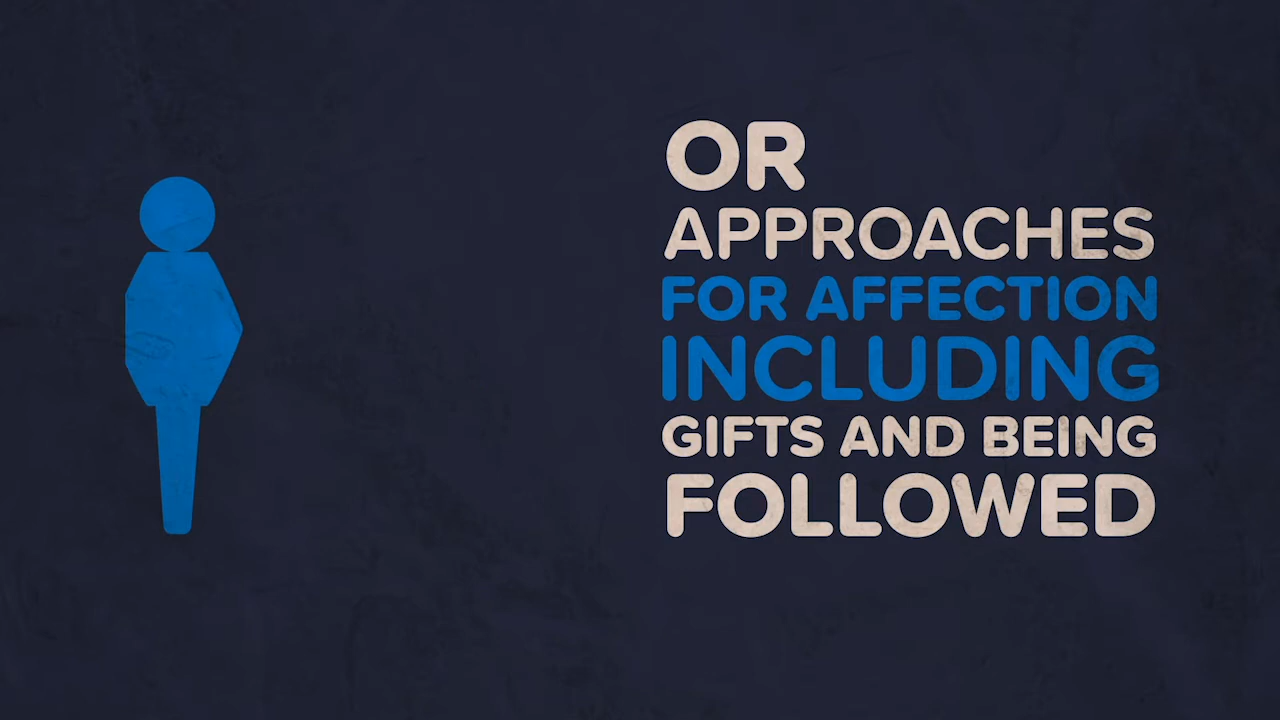 OR
APPROACHES
FOR AFFECTION
INCLUDING
GIFTS AND BEING
FOLLOWED